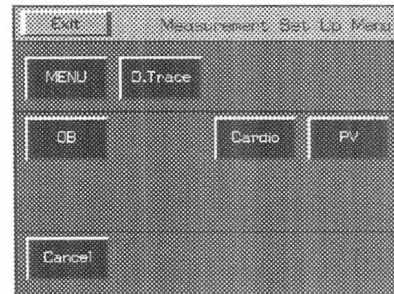 Exit Measurement Set Up Menu
MENU D.Trace
OB Cardio PV
Cancel